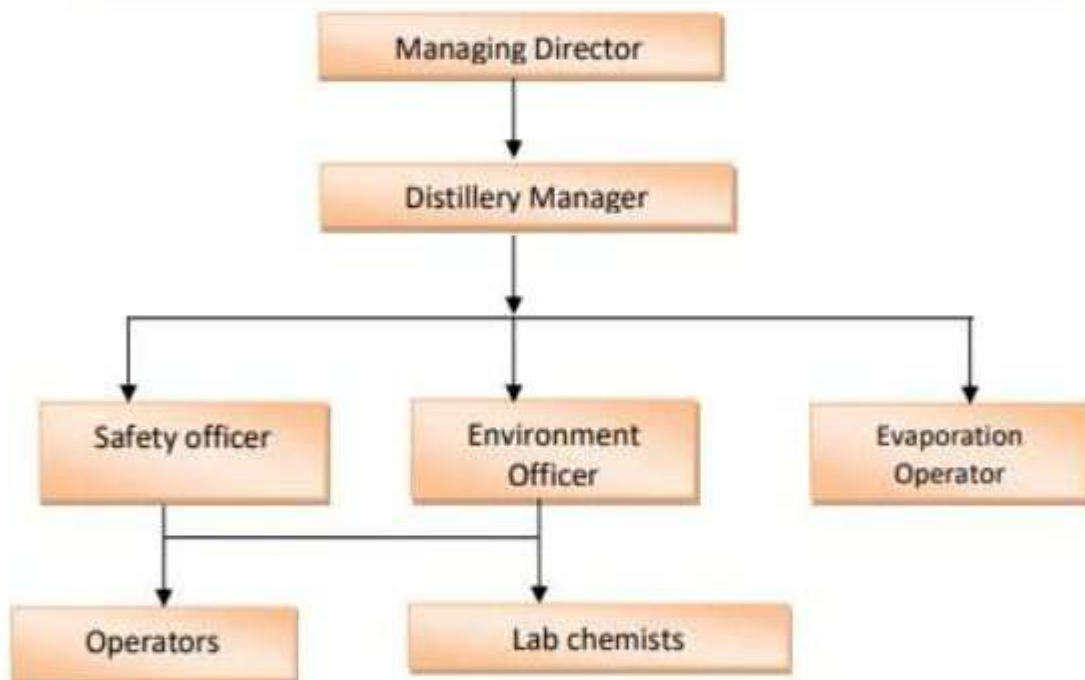 Managing Director
Distillery Manager
Safety officer
Environment
Officer
Evaporation
Operator
Operators
Lab chemists